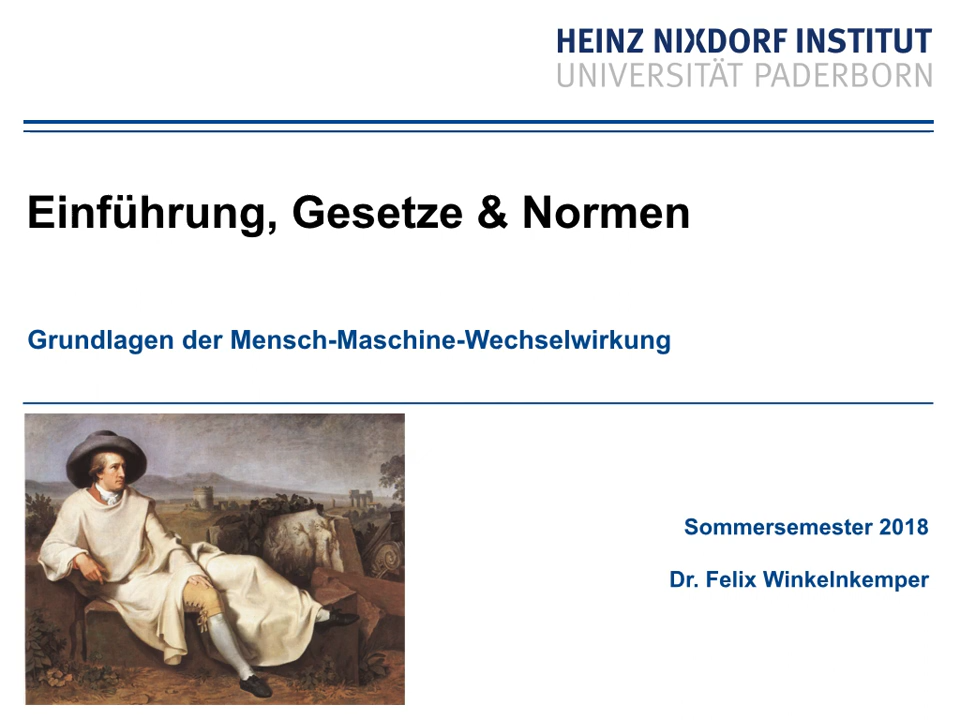 HEINZ NIXDORF INSTITUT
UNIVERSITÄT PADERBORN
Einführung, Gesetze & Normen
Grundlagen der Mensch-Maschine-Wechselwirkung
Sommersemester 2018
Dr. Felix Winkelnkemper